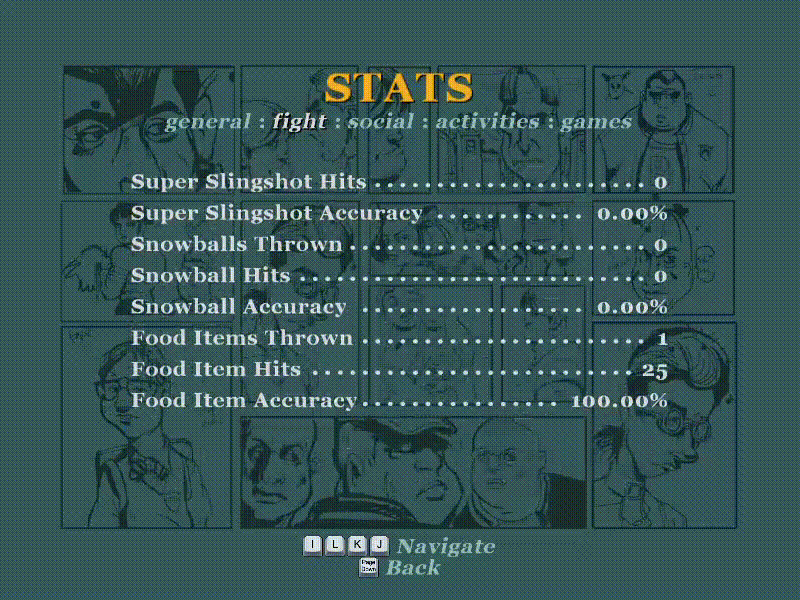 STATS
general : fight : social : activities : games
Super Slingshot Hits ...................... 0
Super Slingshot Accuracy ............ 0.00%
Snowballs Thrown ........................ 0
Snowball Hits ............................ 0
Snowball Accuracy .................. 0.00%
Food Items Thrown ....................... 1
Food Item Hits .......................... 25
Food Item Accuracy ................ 100.00%
I L K J Navigate
Page Down Back